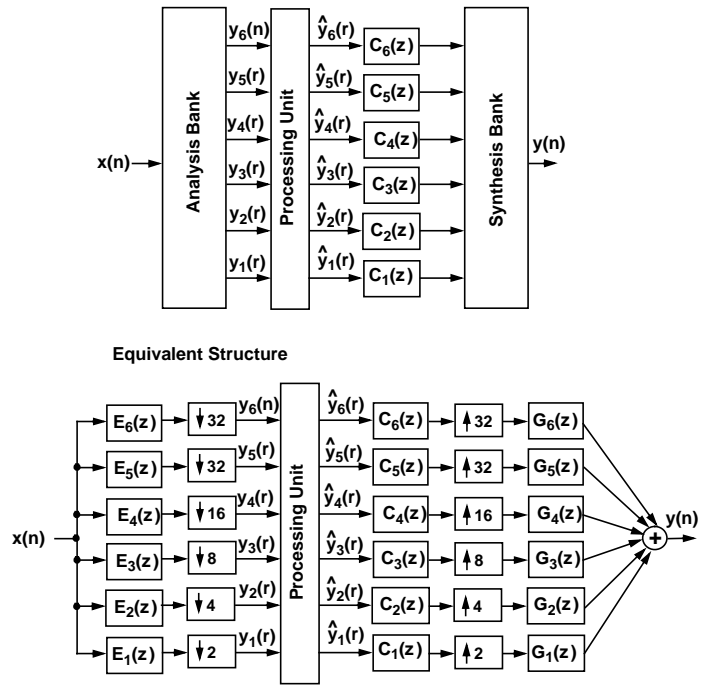 y6(n) ŷ6(r) C6(z)
y5(r) ŷ5(r) C5(z)
y4(r) ŷ4(r) C4(z)
x(n) Analysis Bank Processing Unit Synthesis Bank y(n)
y3(r) ŷ3(r) C3(z)
y2(r) ŷ2(r) C2(z)
y1(r) ŷ1(r) C1(z)
Equivalent Structure
E6(z) ↓32 y6(n) ŷ6(r) C6(z) ↑32 G6(z)
E5(z) ↓32 y5(r) ŷ5(r) C5(z) ↑32 G5(z)
E4(z) ↓16 y4(r) ŷ4(r) C4(z) ↑16 G4(z)
x(n) Processing Unit + y(n)
E3(z) ↓8 y3(r) ŷ3(r) C3(z) ↑8 G3(z)
E2(z) ↓4 y2(r) ŷ2(r) C2(z) ↑4 G2(z)
E1(z) ↓2 y1(r) ŷ1(r) C1(z) ↑2 G1(z)